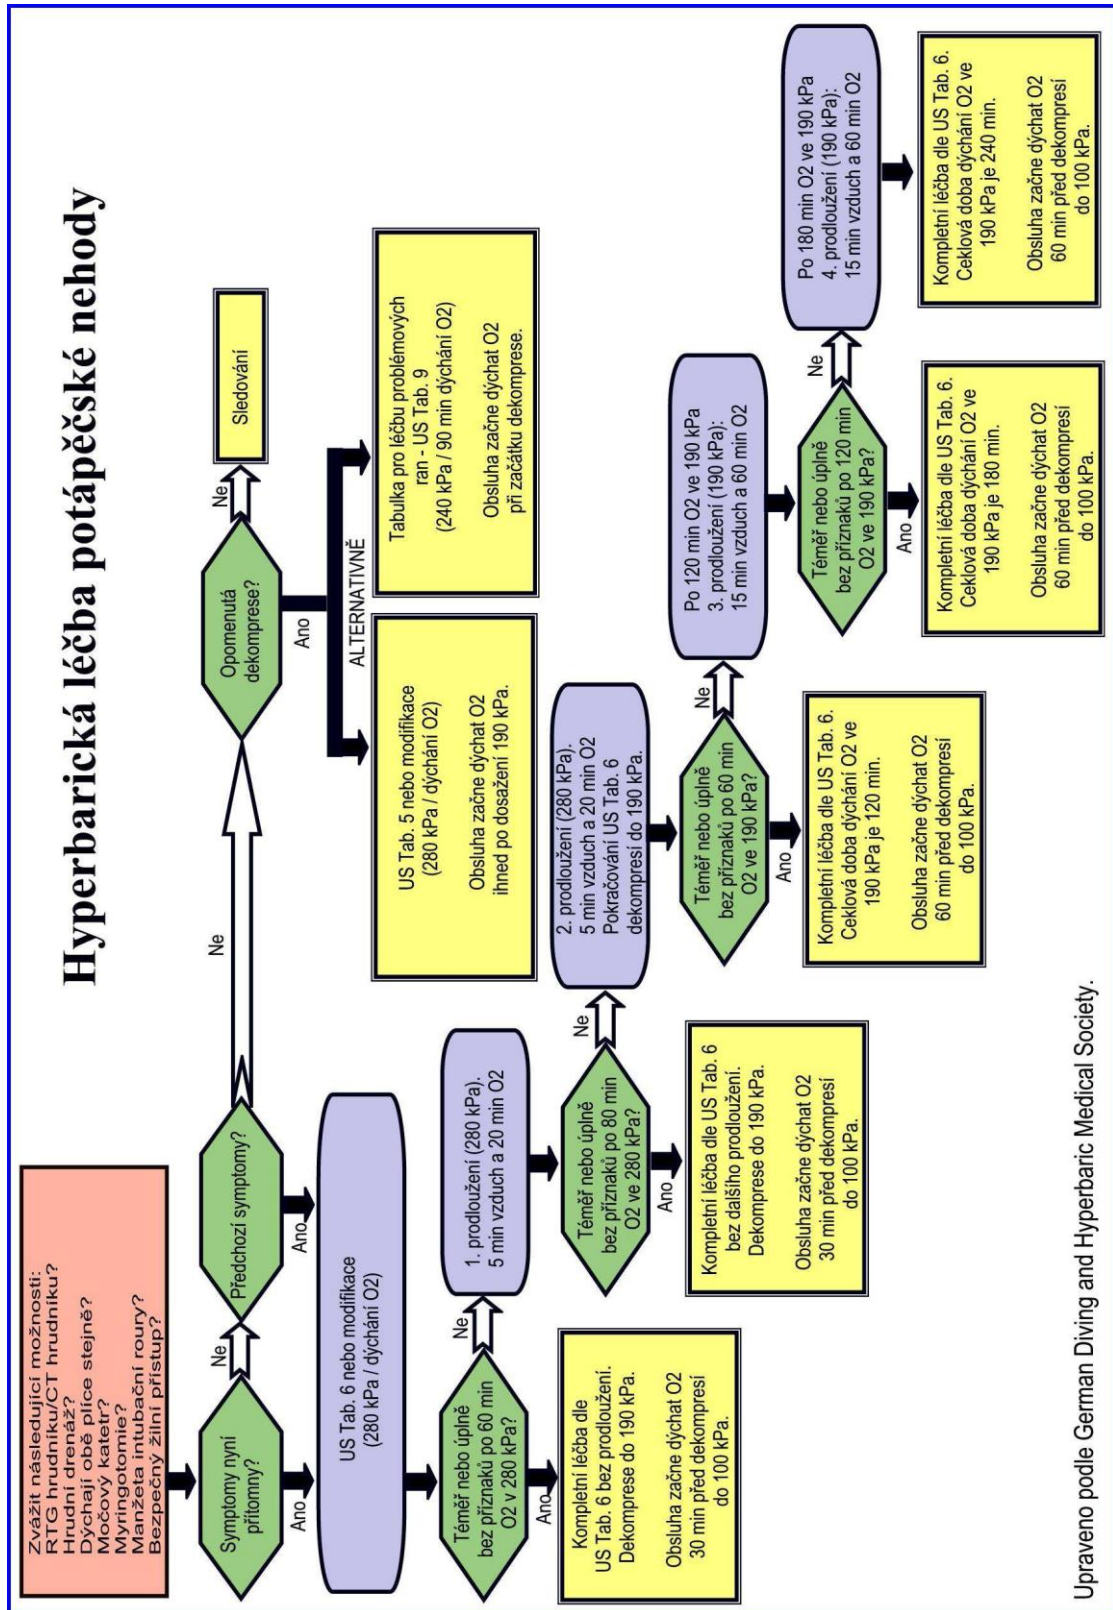 Hyperbarická léčba potápěčské nehody
Zvážit následující možnosti:
RTG hrudníku/CT hrudníku?
Hrudní drenáž?
Dýchají obě plíce stejně?
Močový katetr?
Myringotomie?
Manžeta intubační roury?
Bezpečný žilní přístup?
Symptomy nyní
přítomny?
Ne
Ano
Předchozí symptomy?
Ne
Ano
Opomenutá
dekomprese?
Ne
Ano
Sledování
ALTERNATIVNĚ
US Tab. 5 nebo modifikace
(280 kPa / dýchání O2)
Obsluha začne dýchat O2
ihned po dosažení 190 kPa.
Tabulka pro léčbu problémových
ran - US Tab. 9
(240 kPa / 90 min dýchání O2)
Obsluha začne dýchat O2
při začátku dekomprese.
US Tab. 6 nebo modifikace
(280 kPa / dýchání O2)
Téměř nebo úplně
bez příznaků po 60 min
O2 v 280 kPa?
Ne
Ano
Kompletní léčba dle
US Tab. 6 bez prodloužení.
Dekomprese do 190 kPa.
Obsluha začne dýchat O2
30 min před dekompresí
do 100 kPa.
1. prodloužení (280 kPa).
5 min vzduch a 20 min O2
Téměř nebo úplně
bez příznaků po 80 min
O2 ve 280 kPa?
Ne
Ano
Kompletní léčba dle US Tab. 6
bez dalšího prodloužení.
Dekomprese do 190 kPa.
Obsluha začne dýchat O2
30 min před dekompresí
do 100 kPa.
2. prodloužení (280 kPa).
5 min vzduch a 20 min O2
Pokračování US Tab. 6
dekompresí do 190 kPa.
Téměř nebo úplně
bez příznaků po 60 min
O2 ve 190 kPa?
Ne
Ano
Kompletní léčba dle US Tab. 6.
Ceklová doba dýchání O2 ve
190 kPa je 120 min.
Obsluha začne dýchat O2
60 min před dekompresí
do 100 kPa.
Po 120 min O2 ve 190 kPa
3. prodloužení (190 kPa):
15 min vzduch a 60 min O2
Téměř nebo úplně
bez příznaků po 120 min
O2 ve 190 kPa?
Ne
Ano
Kompletní léčba dle US Tab. 6.
Ceklová doba dýchání O2 ve
190 kPa je 180 min.
Obsluha začne dýchat O2
60 min před dekompresí
do 100 kPa.
Po 180 min O2 ve 190 kPa
4. prodloužení (190 kPa):
15 min vzduch a 60 min O2
Kompletní léčba dle US Tab. 6.
Ceklová doba dýchání O2 ve
190 kPa je 240 min.
Obsluha začne dýchat O2
60 min před dekompresí
do 100 kPa.
Upraveno podle German Diving and Hyperbaric Medical Society.